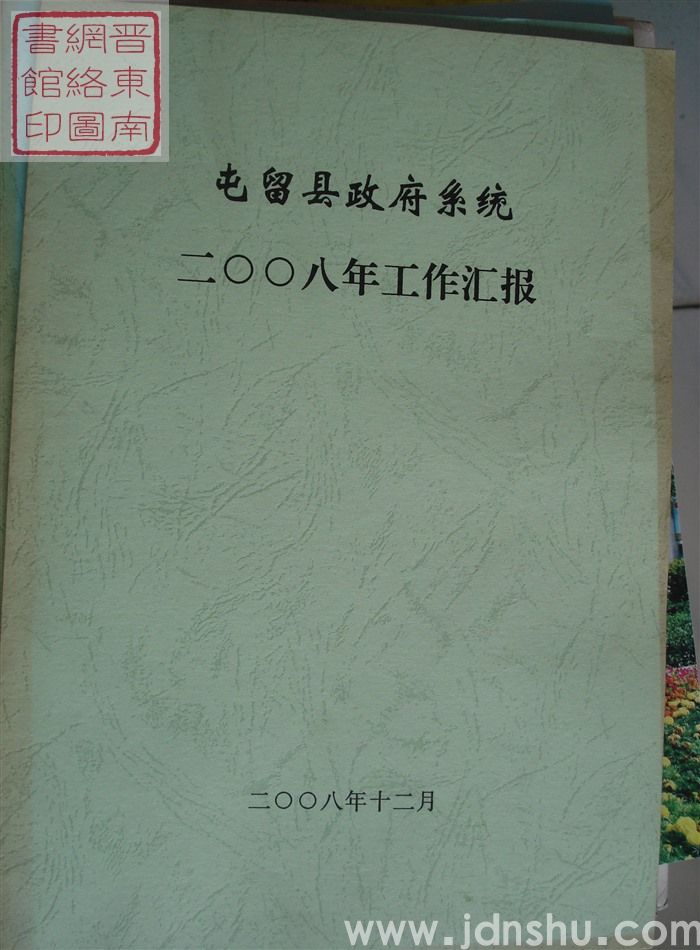 晋東南
網絡圖
書館印
屯留县政府系统
二〇〇八年工作汇报
二〇〇八年十二月
www.jdnshu.com